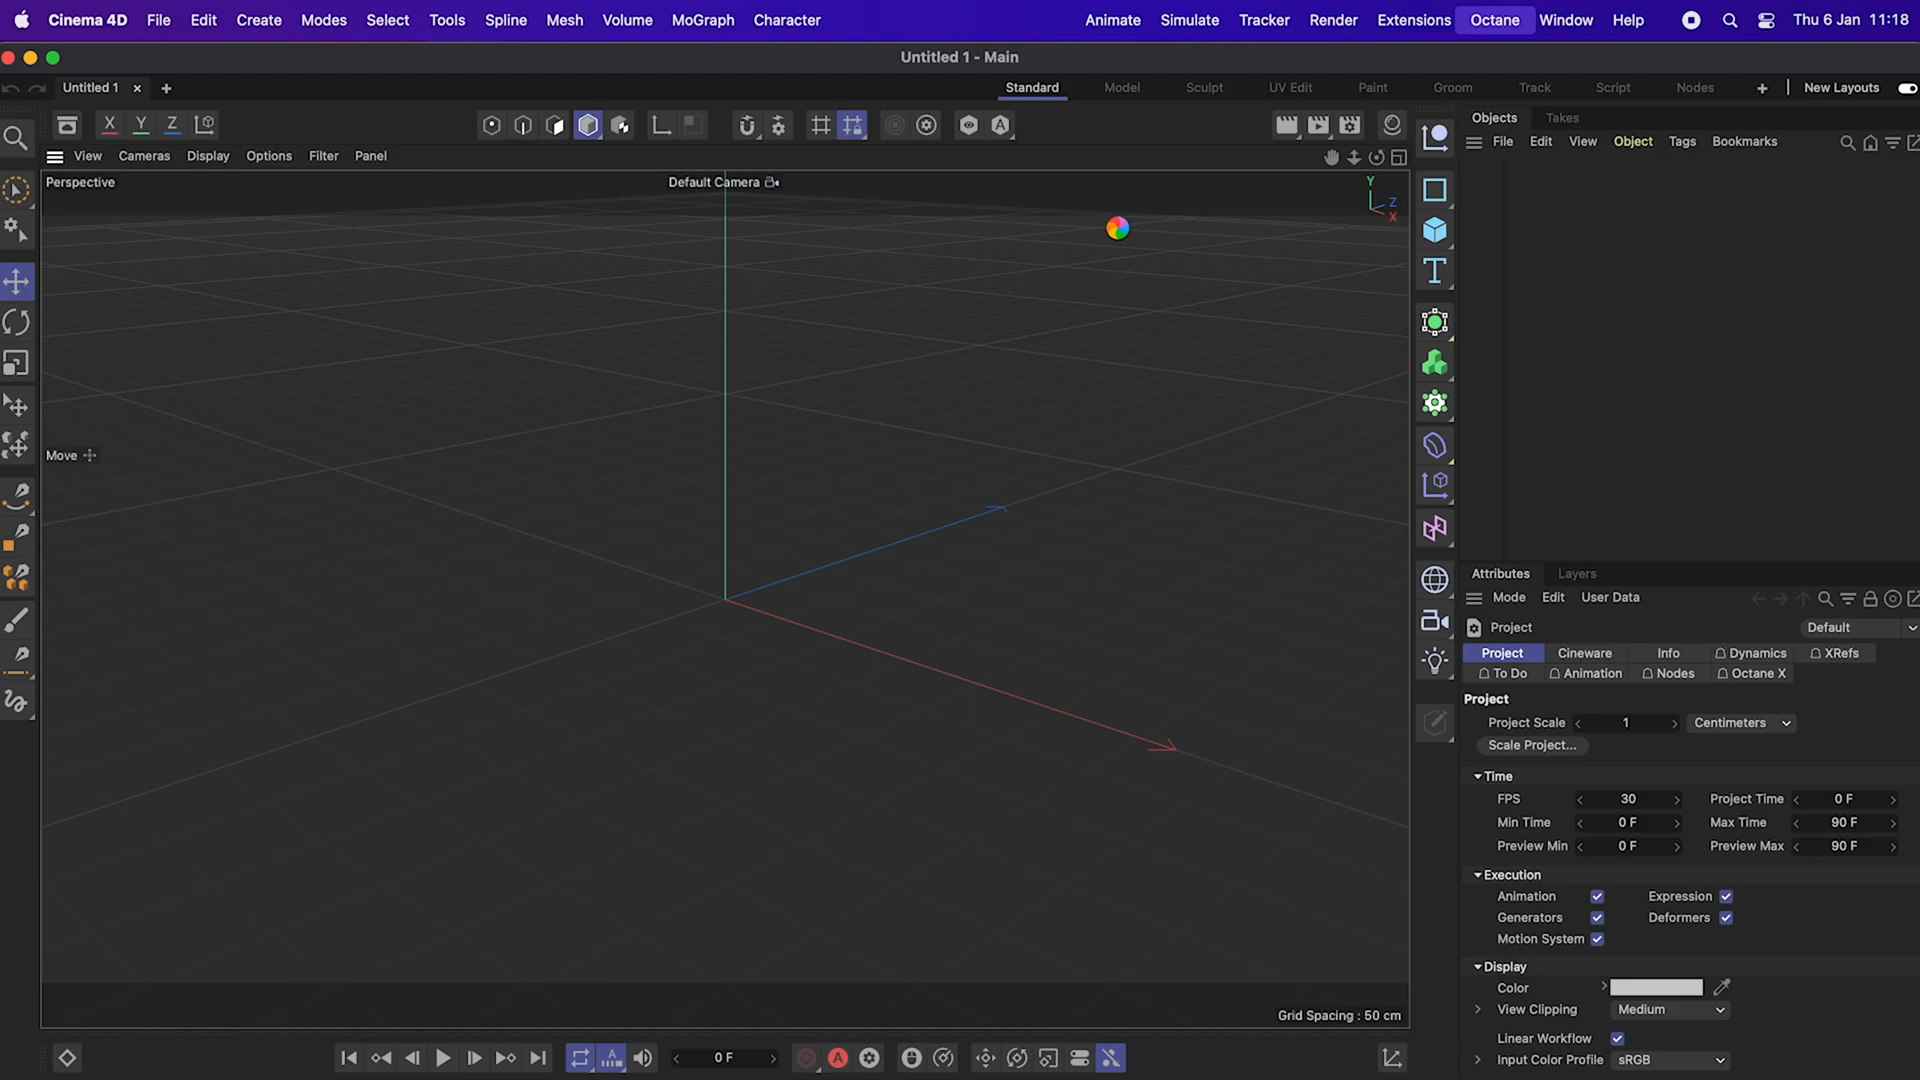 Cinema 4D File Edit Create Modes Select Tools Spline Mesh Volume MoGraph Character Animate Simulate Tracker Render Extensions Octane Window Help Thu 6 Jan 11:18
Untitled 1 - Main
Untitled 1 × + Standard Model Sculpt UV Edit Paint Groom Track Script Nodes + New Layouts
X Y Z
Objects Takes
File Edit View Object Tags Bookmarks
View Cameras Display Options Filter Panel
Perspective
Default Camera
Y
Z
X
Move
Attributes Layers
Mode Edit User Data
Project Default
Project Cineware Info Dynamics XRefs
To Do Animation Nodes Octane X
Project
Project Scale 1 Centimeters
Scale Project...
Time
FPS 30 Project Time 0 F
Min Time 0 F Max Time 90 F
Preview Min 0 F Preview Max 90 F
Execution
Animation Expression
Generators Deformers
Motion System
Display
Color
View Clipping Medium
Linear Workflow
Input Color Profile sRGB
Grid Spacing : 50 cm
0 F